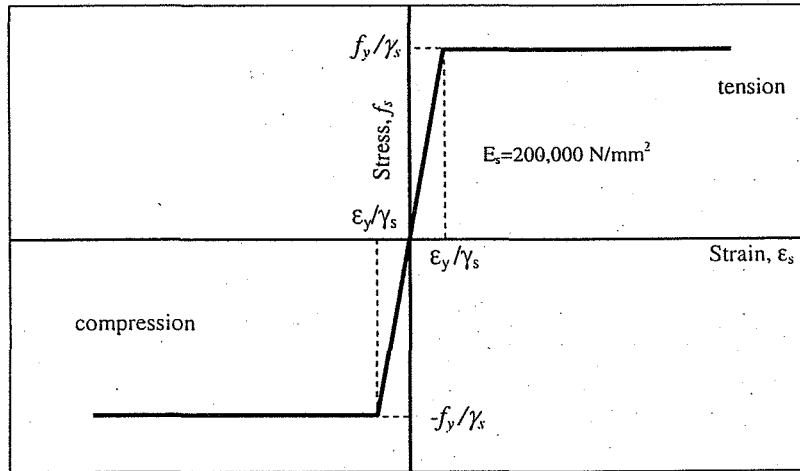 f_y/γ_s
tension
Stress, f_s
E_s=200,000 N/mm²
ε_y/γ_s
ε_y/γ_s
Strain, ε_s
compression
-f_y/γ_s